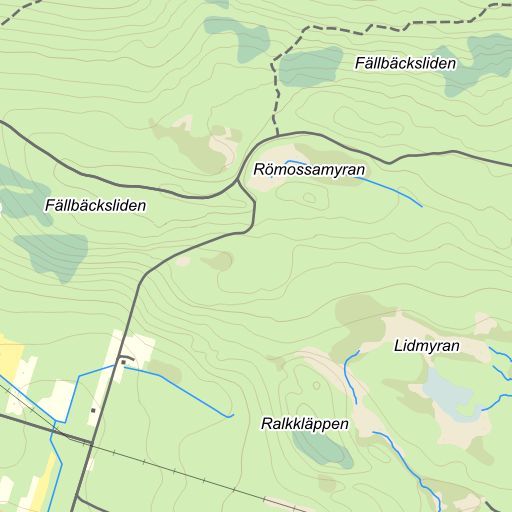 Fällbäcksliden
Römossamyran
Fällbäcksliden
Lidmyran
Ralkkläppen